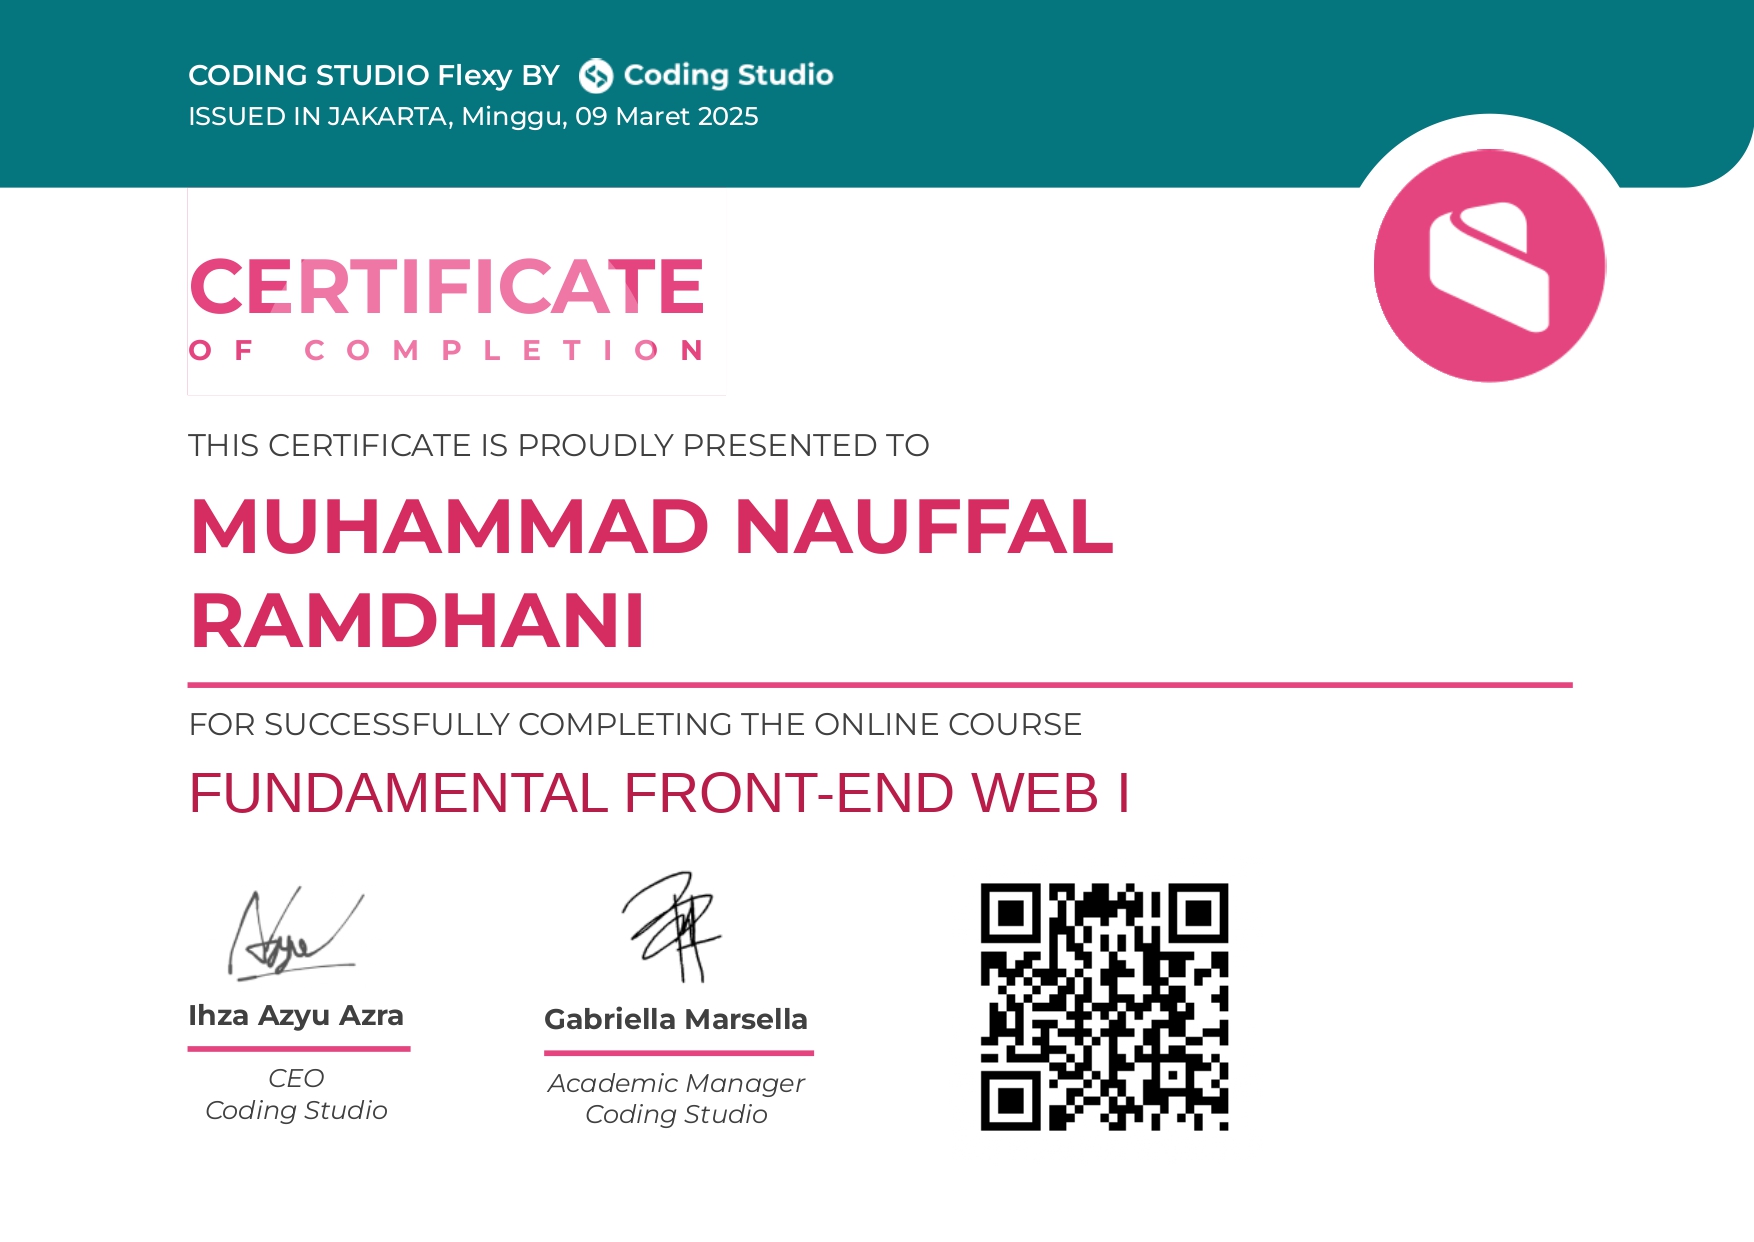 CODING STUDIO Flexy BY Coding Studio
ISSUED IN JAKARTA, Minggu, 09 Maret 2025
CERTIFICATE
OF COMPLETION
THIS CERTIFICATE IS PROUDLY PRESENTED TO
MUHAMMAD NAUFFAL
RAMDHANI
FOR SUCCESSFULLY COMPLETING THE ONLINE COURSE
FUNDAMENTAL FRONT-END WEB I
Ihza Azyu Azra
CEO
Coding Studio
Gabriella Marsella
Academic Manager
Coding Studio